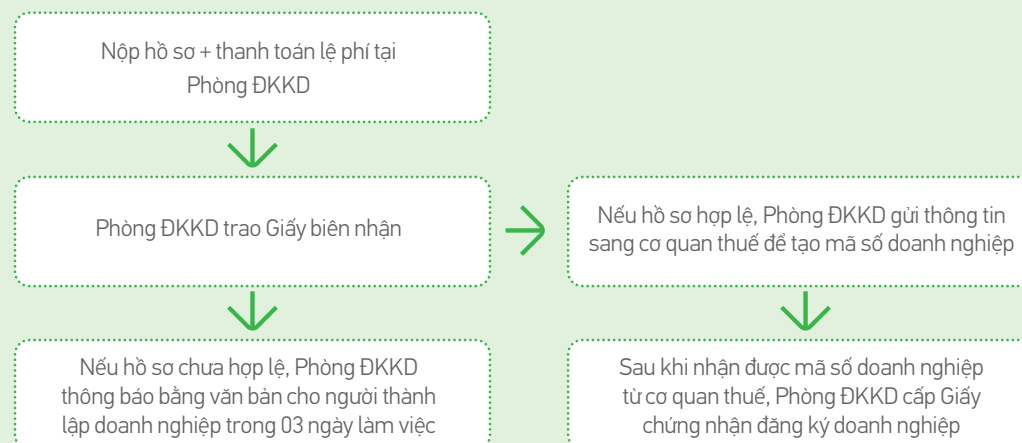 Nộp hồ sơ + thanh toán lệ phí tại
Phòng ĐKKD
Phòng ĐKKD trao Giấy biên nhận
Nếu hồ sơ hợp lệ, Phòng ĐKKD gửi thông tin
sang cơ quan thuế để tạo mã số doanh nghiệp
Nếu hồ sơ chưa hợp lệ, Phòng ĐKKD
thông báo bằng văn bản cho người thành
lập doanh nghiệp trong 03 ngày làm việc
Sau khi nhận được mã số doanh nghiệp
từ cơ quan thuế, Phòng ĐKKD cấp Giấy
chứng nhận đăng ký doanh nghiệp